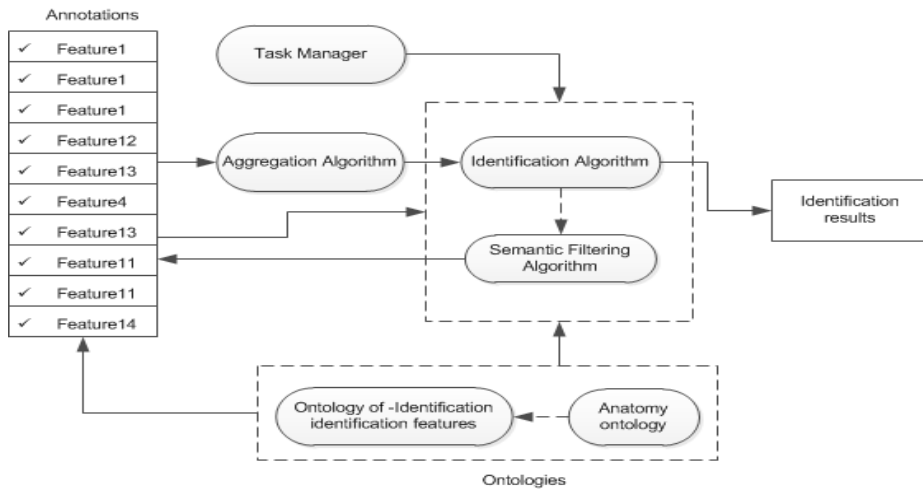 Annotations
Feature1
Feature1
Feature1
Feature12
Feature13
Feature4
Feature13
Feature11
Feature11
Feature14
Task Manager
Aggregation Algorithm
Identification Algorithm
Semantic Filtering
Algorithm
Identification
results
Ontology of -Identification
identification features
Anatomy
ontology
Ontologies